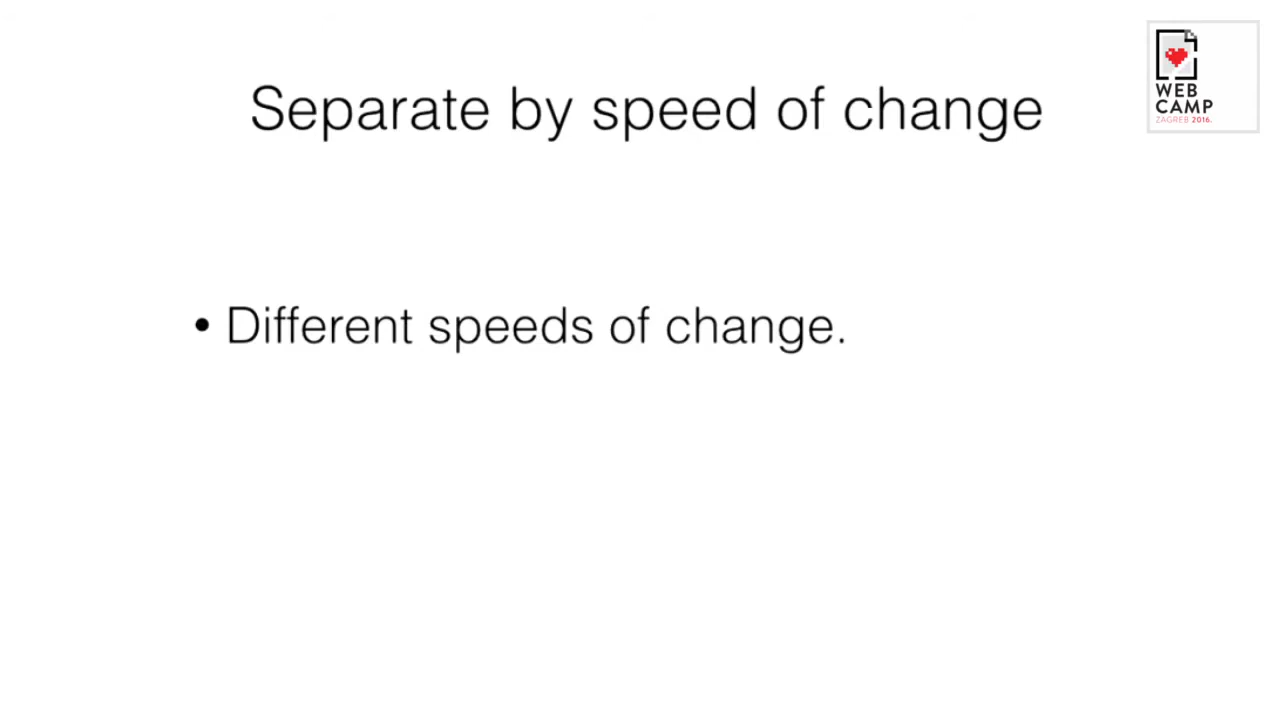 Separate by speed of change
WEB
CAMP
ZAGREB 2016.
• Different speeds of change.